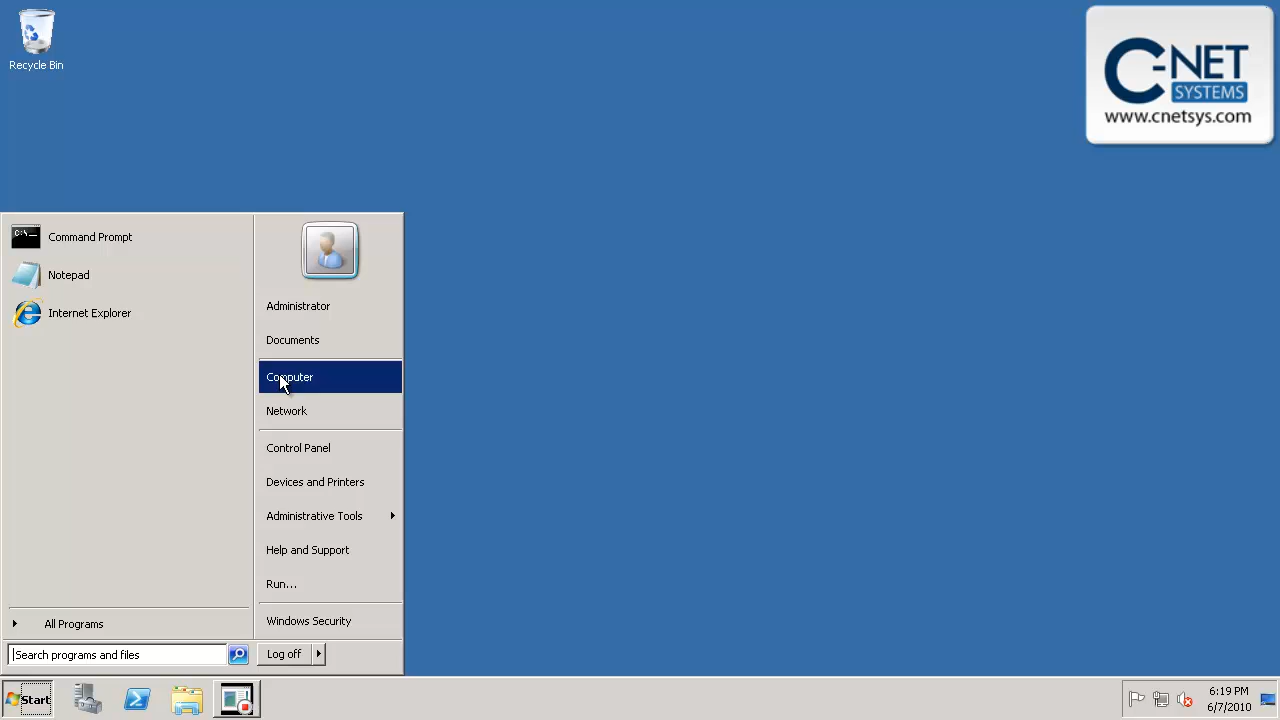 Recycle Bin
C-NET
SYSTEMS
www.cnetsys.com
Command Prompt
Notepad
Internet Explorer
All Programs
Search programs and files
Administrator
Documents
Computer
Network
Control Panel
Devices and Printers
Administrative Tools
Help and Support
Run...
Windows Security
Log off
Start
6:19 PM
6/7/2010